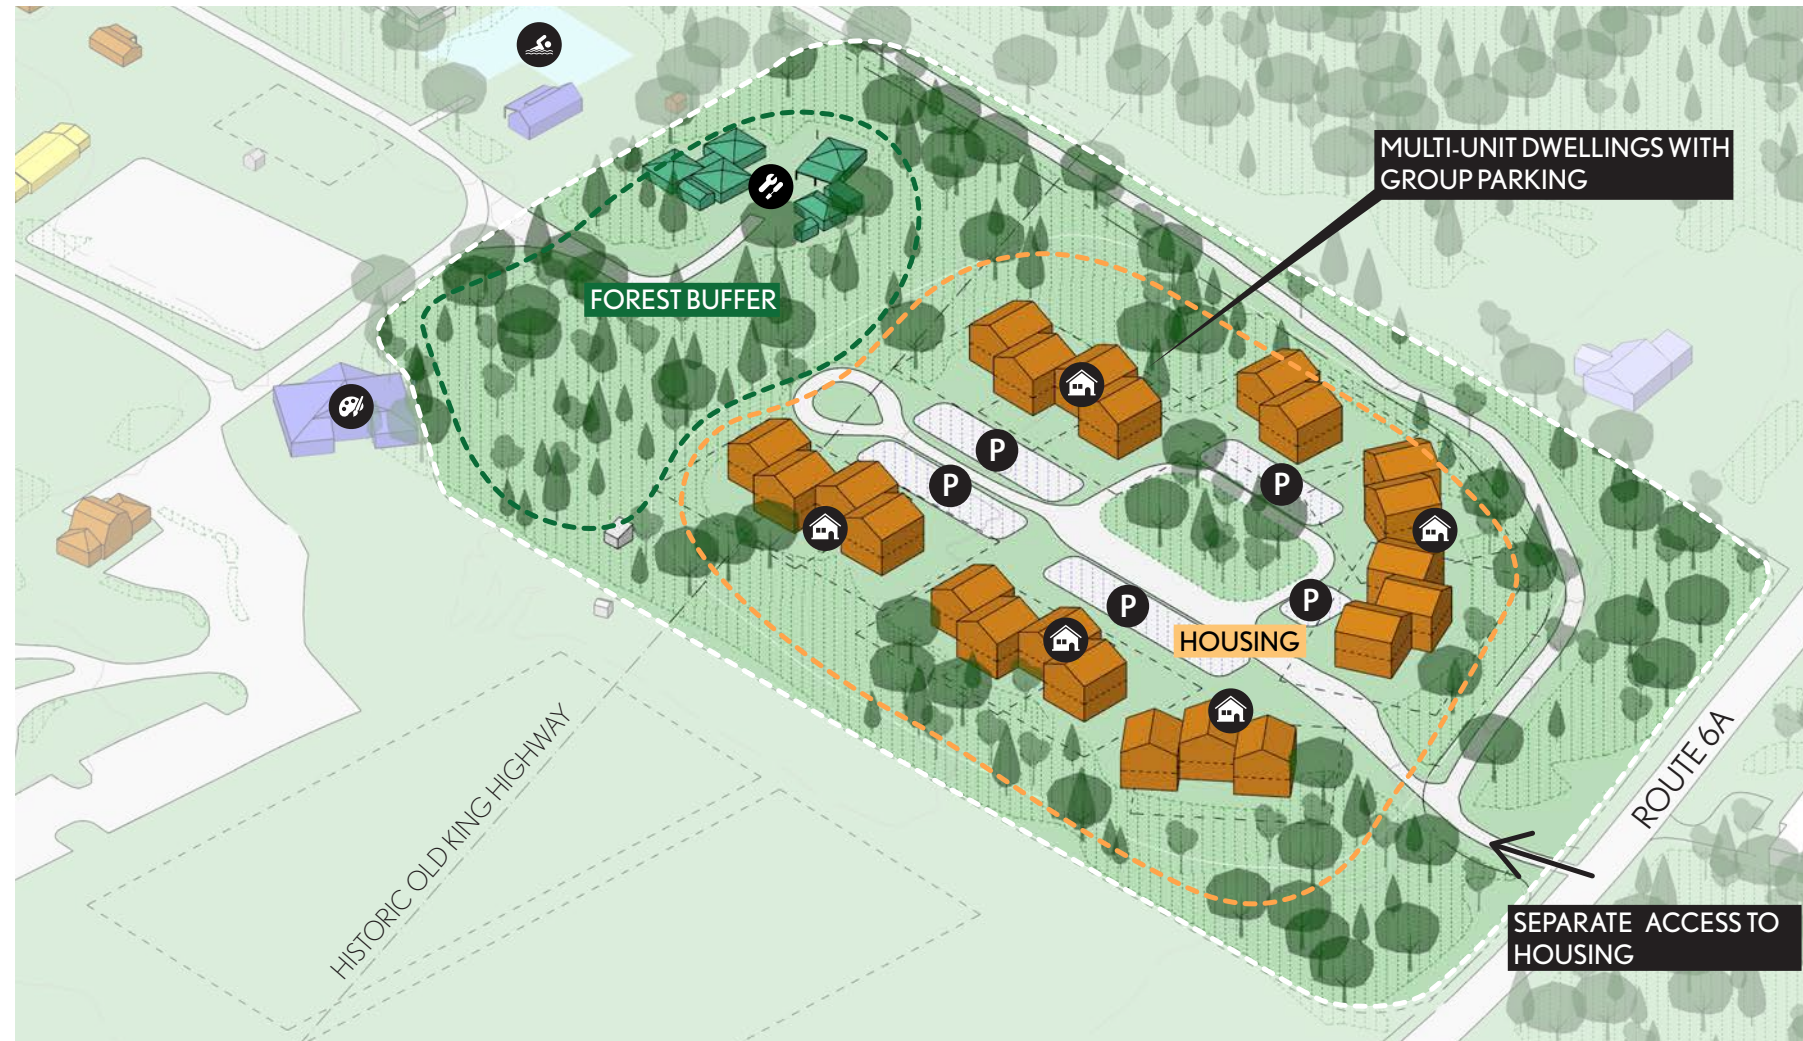 MULTI-UNIT DWELLINGS WITH
GROUP PARKING
FOREST BUFFER
P
P
P
P
P
HOUSING
ROUTE 6A
HISTORIC OLD KING HIGHWAY
SEPARATE ACCESS TO
HOUSING